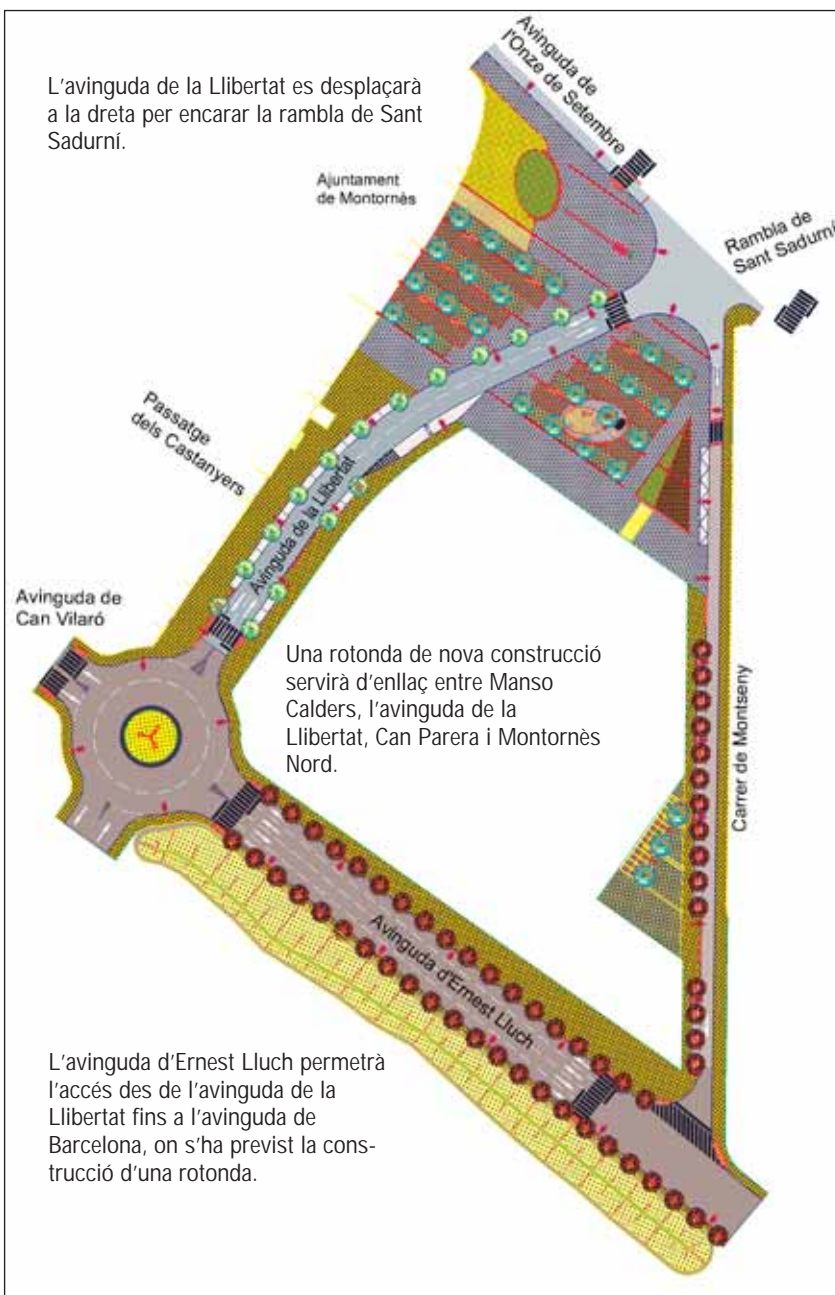 L'avinguda de la Llibertat es desplaçarà
a la dreta per encarar la rambla de Sant
Sadurní.
Avinguda de
l'Onze de Setembre
Ajuntament
de Montornès
Rambla de
Sant Sadurní
Passatge
dels Castanyers
Avinguda de la Llibertat
Avinguda de
Can Vilaró
Una rotonda de nova construcció
servirà d'enllaç entre Manso
Calders, l'avinguda de la
Llibertat, Can Parera i Montornès
Nord.
Carrer de Montseny
Avinguda d'Ernest Lluch
L'avinguda d'Ernest Lluch permetrà
l'accés des de l'avinguda de la
Llibertat fins a l'avinguda de
Barcelona, on s'ha previst la cons-
trucció d'una rotonda.